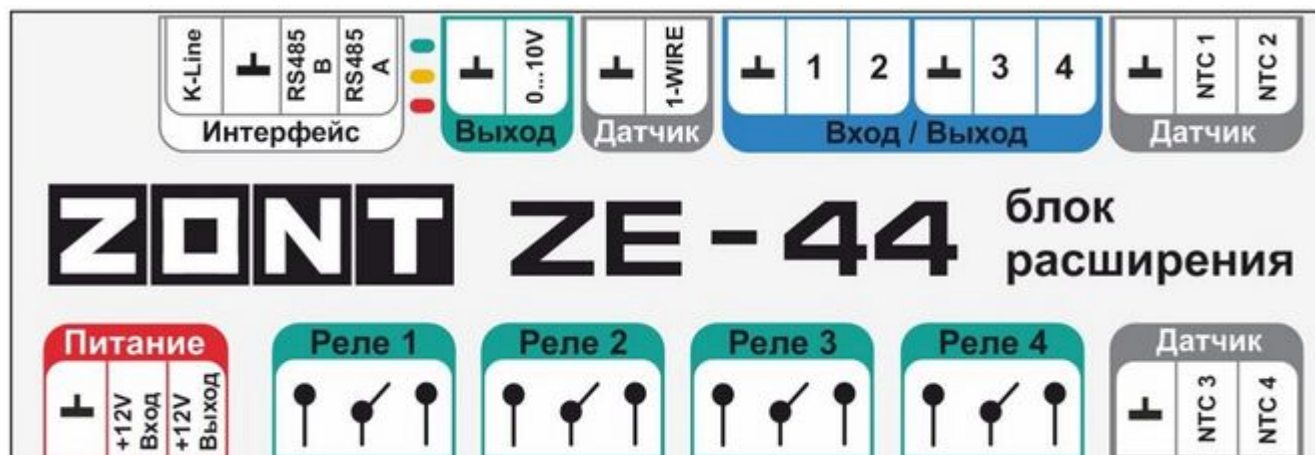 K-Line
RS485 B
RS485 A
0...10V
1-WIRE
1 2 3 4
NTC 1
NTC 2
Интерфейс Выход Датчик Вход / Выход Датчик
ZONT ZE-44 блок
расширения
Питание Реле 1 Реле 2 Реле 3 Реле 4 Датчик
+12V
Вход
+12V
Выход
NTC 3
NTC 4